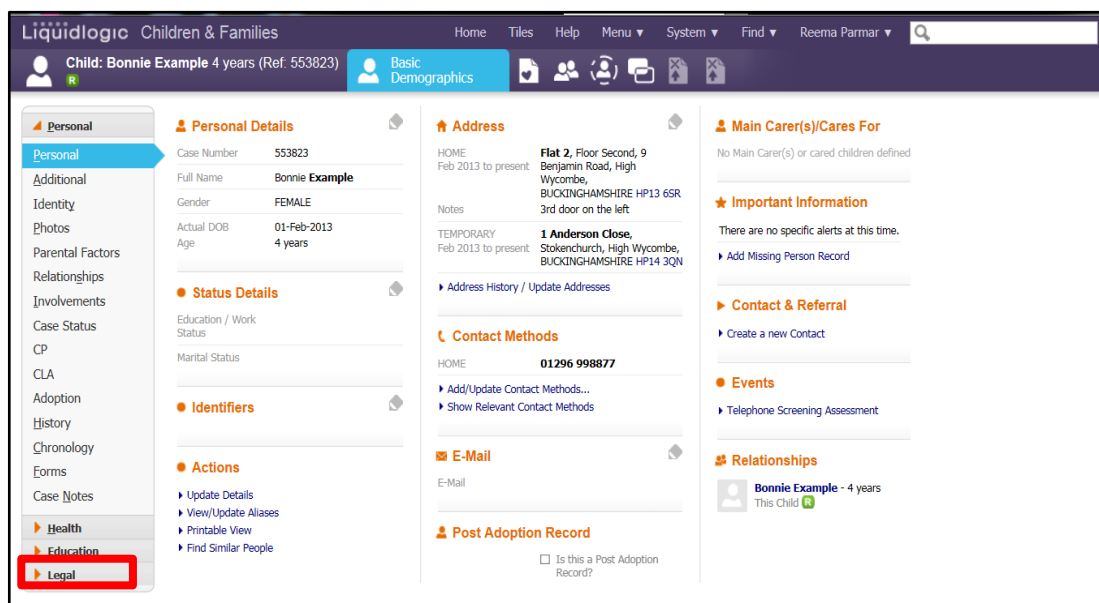 Liquidlogic Children & Families
Home Tiles Help Menu ▼ System ▼ Find ▼ Reema Parmar ▼
Child: Bonnie Example 4 years (Ref: 553823)
R
Basic
Demographics
Personal
Personal
Additional
Identity
Photos
Parental Factors
Relationships
Involvements
Case Status
CP
CLA
Adoption
History
Chronology
Forms
Case Notes
Health
Education
Legal
Personal Details
Case Number 553823
Full Name Bonnie Example
Gender FEMALE
Actual DOB 01-Feb-2013
Age 4 years
Status Details
Education / Work
Status
Marital Status
Identifiers
Actions
Update Details
View/Update Aliases
Printable View
Find Similar People
Address
HOME Flat 2, Floor Second, 9
Feb 2013 to present Benjamin Road, High
Wycombe,
BUCKINGHAMSHIRE HP13 6SR
Notes 3rd door on the left
TEMPORARY 1 Anderson Close,
Feb 2013 to present Stokenchurch, High Wycombe,
BUCKINGHAMSHIRE HP14 3QN
Address History / Update Addresses
Contact Methods
HOME 01296 998877
Add/Update Contact Methods...
Show Relevant Contact Methods
E-Mail
E-Mail
Post Adoption Record
Is this a Post Adoption
Record?
Main Carer(s)/Cares For
No Main Carer(s) or cared children defined
Important Information
There are no specific alerts at this time.
Add Missing Person Record
Contact & Referral
Create a new Contact
Events
Telephone Screening Assessment
Relationships
Bonnie Example - 4 years
This Child R